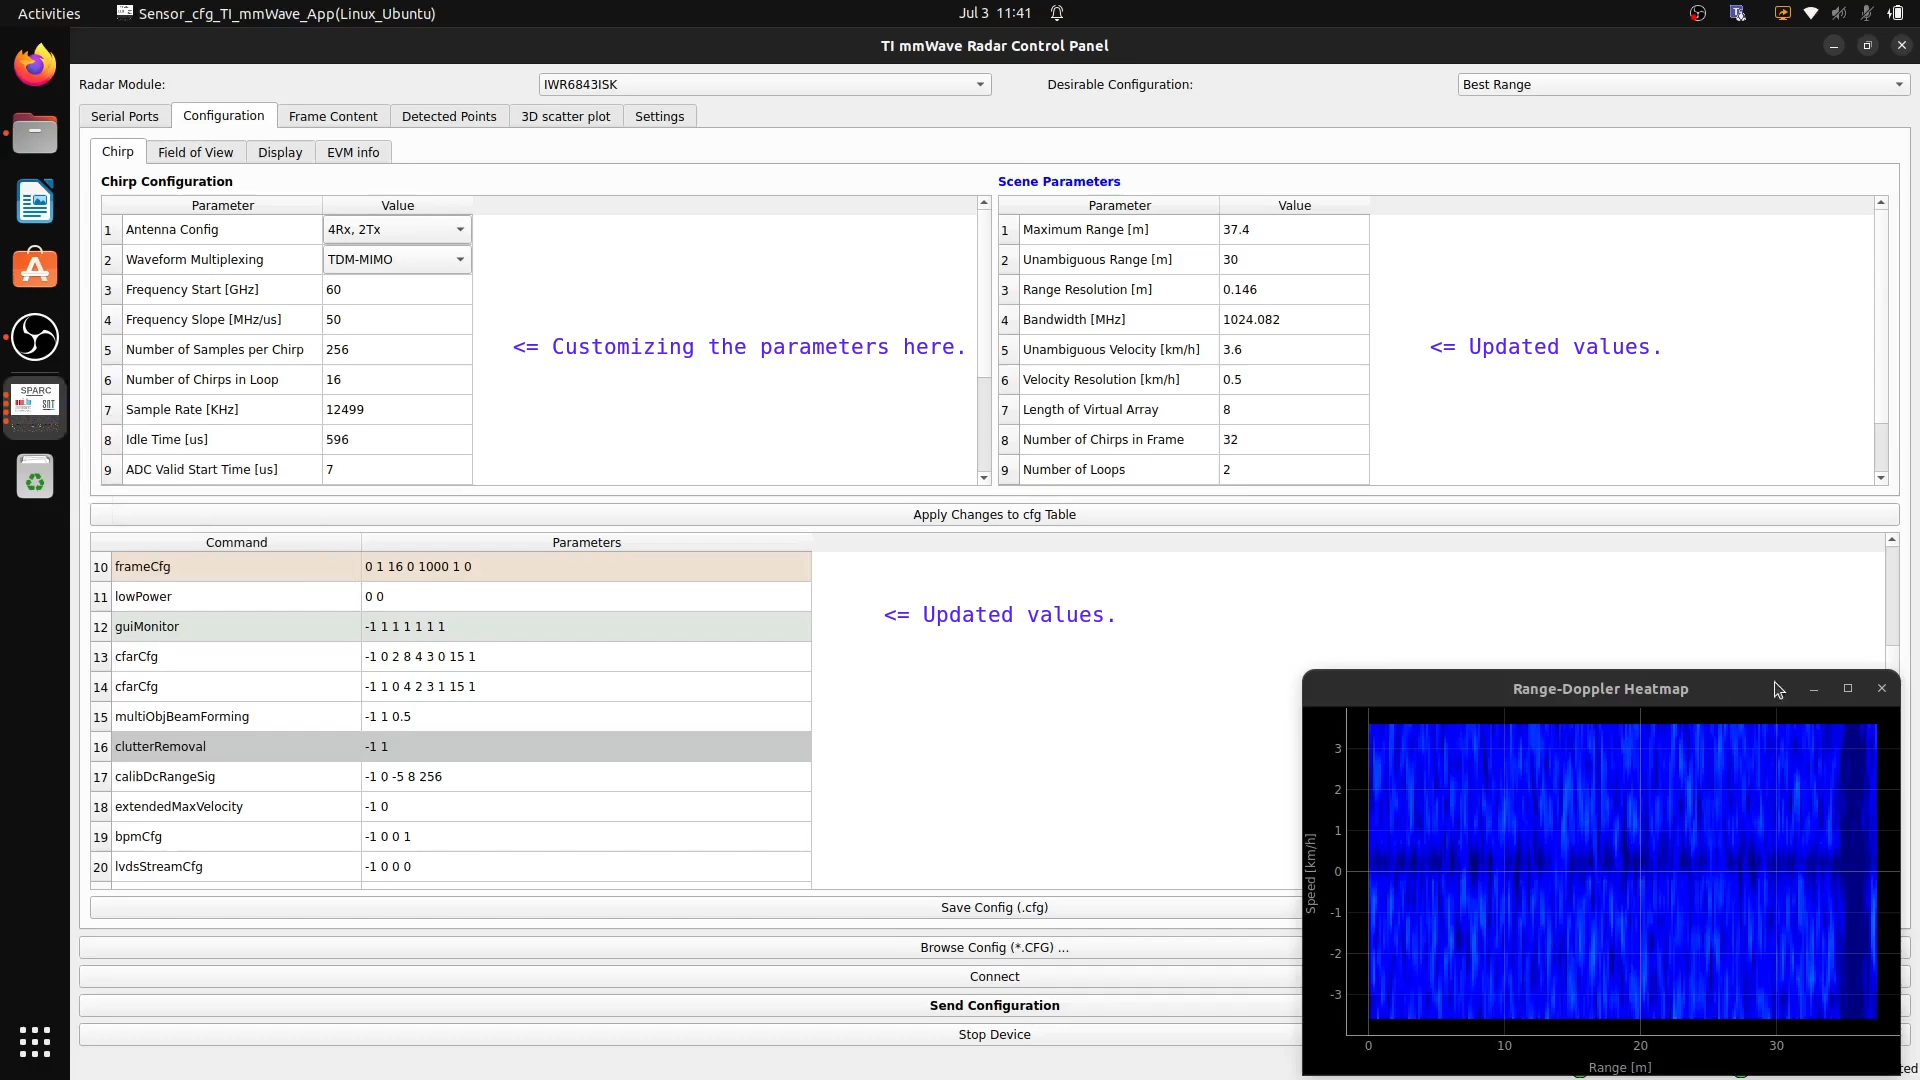 Activities Sensor_cfg_TI_mmWave_App(Linux_Ubuntu) Jul 3 11:41
TI mmWave Radar Control Panel
Radar Module: IWR6843ISK Desirable Configuration: Best Range
Serial Ports Configuration Frame Content Detected Points 3D scatter plot Settings
Chirp Field of View Display EVM info
Chirp Configuration Scene Parameters
Parameter Value Parameter Value
1 Antenna Config 4Rx, 2Tx 1 Maximum Range [m] 37.4
2 Waveform Multiplexing TDM-MIMO 2 Unambiguous Range [m] 30
3 Frequency Start [GHz] 60 3 Range Resolution [m] 0.146
4 Frequency Slope [MHz/us] 50 4 Bandwidth [MHz] 1024.082
5 Number of Samples per Chirp 256 <= Customizing the parameters here. 5 Unambiguous Velocity [km/h] 3.6 <= Updated values.
6 Number of Chirps in Loop 16 6 Velocity Resolution [km/h] 0.5
7 Sample Rate [KHz] 12499 7 Length of Virtual Array 8
SPARC
SNT
8 Idle Time [us] 596 8 Number of Chirps in Frame 32
9 ADC Valid Start Time [us] 7 9 Number of Loops 2
Apply Changes to cfg Table
Command Parameters
10 frameCfg 0 1 16 0 1000 1 0
11 lowPower 0 0
<= Updated values.
12 guiMonitor -1 1 1 1 1 1 1
13 cfarCfg -1 0 2 8 4 3 0 15 1
14 cfarCfg -1 1 0 4 2 3 1 15 1
15 multiObjBeamForming -1 1 0.5
16 clutterRemoval -1 1
17 calibDcRangeSig -1 0 -5 8 256
18 extendedMaxVelocity -1 0
19 bpmCfg -1 0 0 1
20 lvdsStreamCfg -1 0 0 0
Save Config (.cfg)
Browse Config (*.CFG) ...
Connect
Send Configuration
Stop Device
Range-Doppler Heatmap
3
2
1
0
-1
-2
-3
Speed [km/h]
0 10 20 30
Range [m]